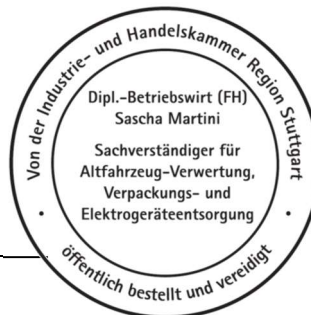 Von der Industrie- und Handelskammer Region Stuttgart
Dipl.-Betriebswirt (FH)
Sascha Martini
Sachverständiger für
Altfahrzeug-Verwertung,
Verpackungs- und
Elektrogeräteentsorgung
öffentlich bestellt und vereidigt